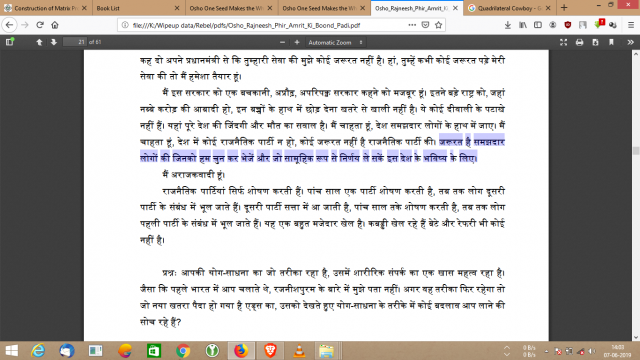 Construction of Matrix P
Book List
Osho One Seed Makes the W
Osho One Seed Makes the W
Osho_Rajneesh_Phir_Amrit_Ki_B
Quadrilateral Cowboy - G
file:///K:/Wipeup data/Rebel/pdfs/Osho_Rajneesh_Phir_Amrit_Ki_Boond_Padi.pdf
21 of 81
Automatic Zoom
कह दो अपने प्रधानमंत्री से कि तुम्हारी सेवा की मुझे कोई जरूरत नहीं है। हां, तुम्हें कभी कोई जरूरत पड़े मेरी
सेवा की तो मैं हमेशा तैयार हूं।
मैं इस सरकार को एक बचकानी, अप्रौढ़, अपरिपक्व सरकार कहने को मजबूर हूं। इतने बड़े राष्ट्र को, जहां
नब्बे करोड़ की आबादी हो, इन बच्चों के हाथ में छोड़ देना खतरे से खाली नहीं है। ये कोई दीवाली के पटाखे
नहीं हैं। यहां पूरे देश की जिंदगी और मौत का सवाल है। मैं चाहता हूं, देश समझदार लोगों के हाथ में जाए। मैं
चाहता हूं, देश में कोई राजनैतिक पार्टी न हो, कोई जरूरत नहीं है राजनैतिक पार्टी की। जरूरत है समझदार
लोगों की जिनको हम चुन कर भेजें और जो सामूहिक रूप से निर्णय ले सकें इस देश के भविष्य के लिए।
मैं अराजकवादी हूं।
राजनैतिक पार्टियां सिर्फ शोषण करती हैं। पांच साल एक पार्टी शोषण करती है, तब तक लोग दूसरी
पार्टी के संबंध में भूल जाते हैं। दूसरी पार्टी सत्ता में आ जाती है, पांच साल तके शोषण करती है, तब तक लोग
पहली पार्टी के संबंध में भूल जाते हैं। यह एक बहुत मजेदार खेल है। कबड्डी खेल रहे हैं बेटे और रेफरी भी कोई
नहीं है।
प्रश्नः आपकी योग-साधना का जो तरीका रहा है, उसमें शारीरिक संपर्क का एक खास महत्व रहा है।
जैसा कि पहले भारत में आप चलाते थे, रजनीशपुरम के बारे में मुझे पता नहीं। अगर वह तरीका फिर रहेगा तो
जो नया खतरा पैदा हो गया है एड्स का, उसको देखते हुए योग-साधना के तरीके में कोई बदलाव आप लाने की
सोच रहे हैं?
0 B/s
0 B/s
14:01
07-06-2019